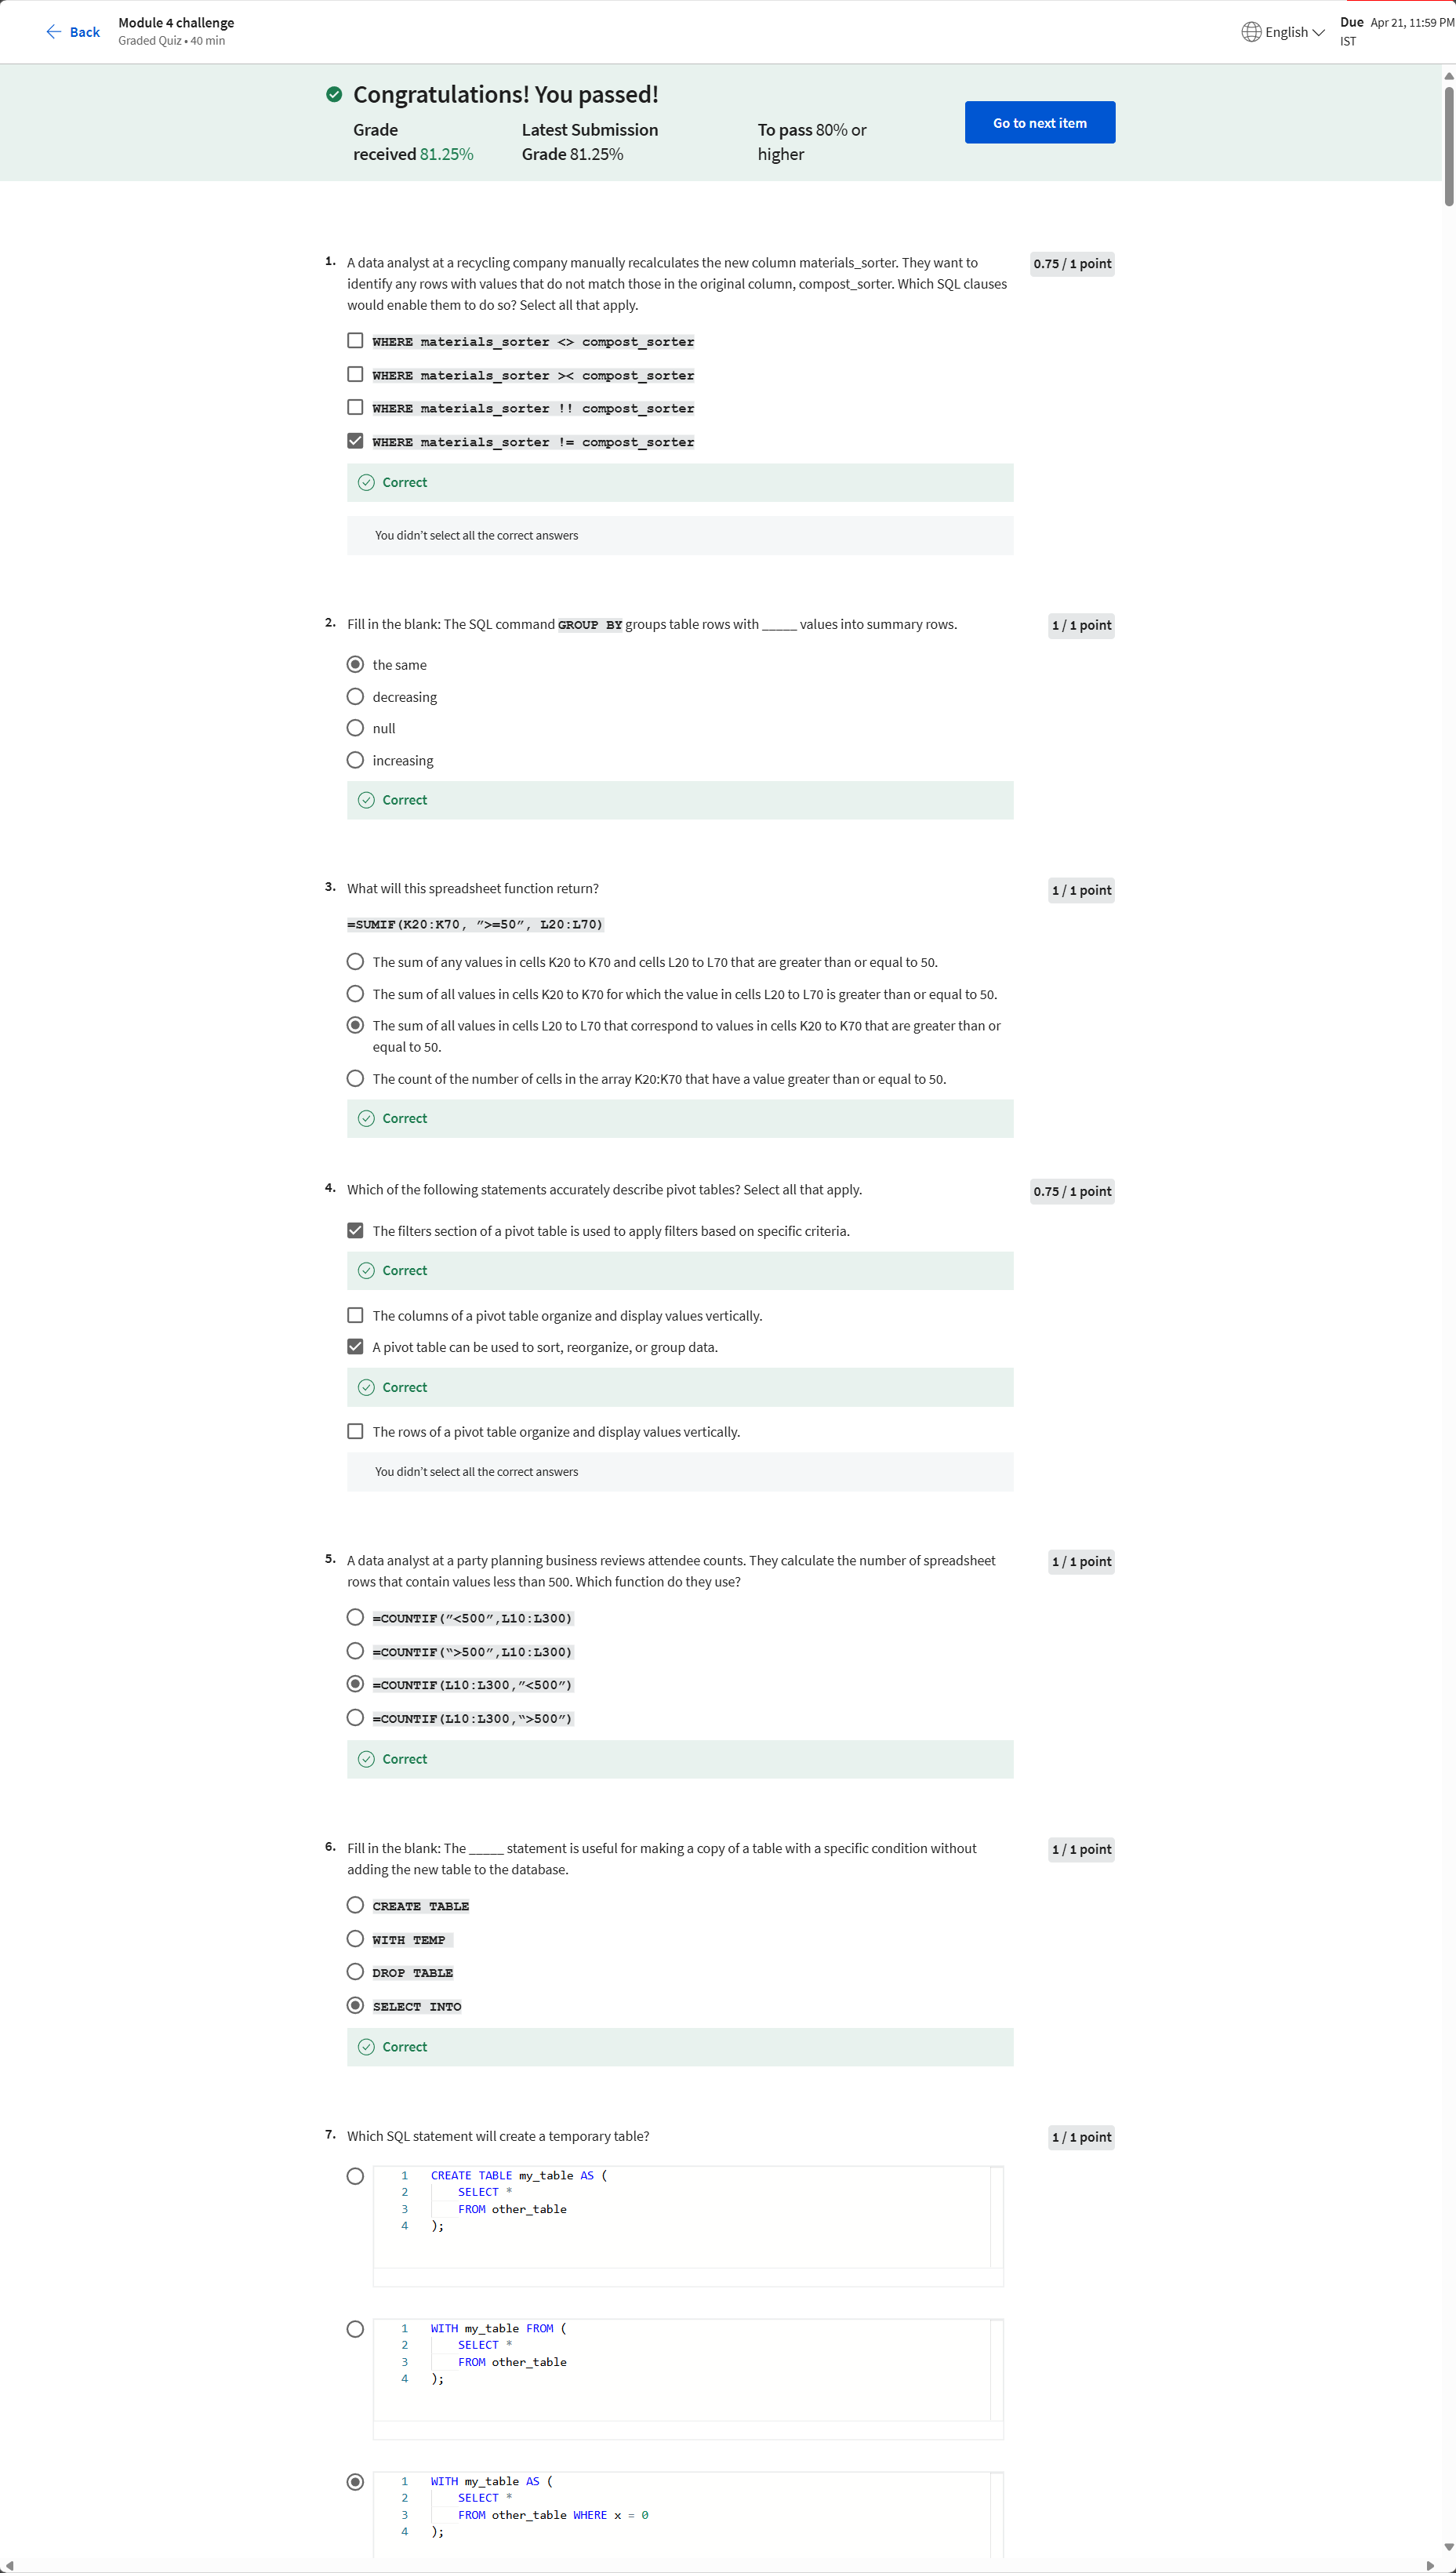 Back
Module 4 challenge
Graded Quiz • 40 min
English
Due Apr 21, 11:59 PM
IST
Congratulations! You passed!
Grade
received 81.25%
Latest Submission
Grade 81.25%
To pass 80% or
higher
Go to next item
1. A data analyst at a recycling company manually recalculates the new column materials_sorter. They want to
identify any rows with values that do not match those in the original column, compost_sorter. Which SQL clauses
would enable them to do so? Select all that apply.
0.75 / 1 point
WHERE materials_sorter <> compost_sorter
WHERE materials_sorter >< compost_sorter
WHERE materials_sorter !! compost_sorter
WHERE materials_sorter != compost_sorter
Correct
You didn't select all the correct answers
2. Fill in the blank: The SQL command GROUP BY groups table rows with _____ values into summary rows.
1 / 1 point
the same
decreasing
null
increasing
Correct
3. What will this spreadsheet function return?
1 / 1 point
=SUMIF(K20:K70, ″>=50″, L20:L70)
The sum of any values in cells K20 to K70 and cells L20 to L70 that are greater than or equal to 50.
The sum of all values in cells K20 to K70 for which the value in cells L20 to L70 is greater than or equal to 50.
The sum of all values in cells L20 to L70 that correspond to values in cells K20 to K70 that are greater than or
equal to 50.
The count of the number of cells in the array K20:K70 that have a value greater than or equal to 50.
Correct
4. Which of the following statements accurately describe pivot tables? Select all that apply.
0.75 / 1 point
The filters section of a pivot table is used to apply filters based on specific criteria.
Correct
The columns of a pivot table organize and display values vertically.
A pivot table can be used to sort, reorganize, or group data.
Correct
The rows of a pivot table organize and display values vertically.
You didn't select all the correct answers
5. A data analyst at a party planning business reviews attendee counts. They calculate the number of spreadsheet
rows that contain values less than 500. Which function do they use?
1 / 1 point
=COUNTIF(″<500″,L10:L300)
=COUNTIF(“>500″,L10:L300)
=COUNTIF(L10:L300,″<500″)
=COUNTIF(L10:L300,“>500″)
Correct
6. Fill in the blank: The _____ statement is useful for making a copy of a table with a specific condition without
adding the new table to the database.
1 / 1 point
CREATE TABLE
WITH TEMP
DROP TABLE
SELECT INTO
Correct
7. Which SQL statement will create a temporary table?
1 / 1 point
1 CREATE TABLE my_table AS (
2 SELECT *
3 FROM other_table
4 );
1 WITH my_table FROM (
2 SELECT *
3 FROM other_table
4 );
1 WITH my_table AS (
2 SELECT *
3 FROM other_table WHERE x = 0
4 );